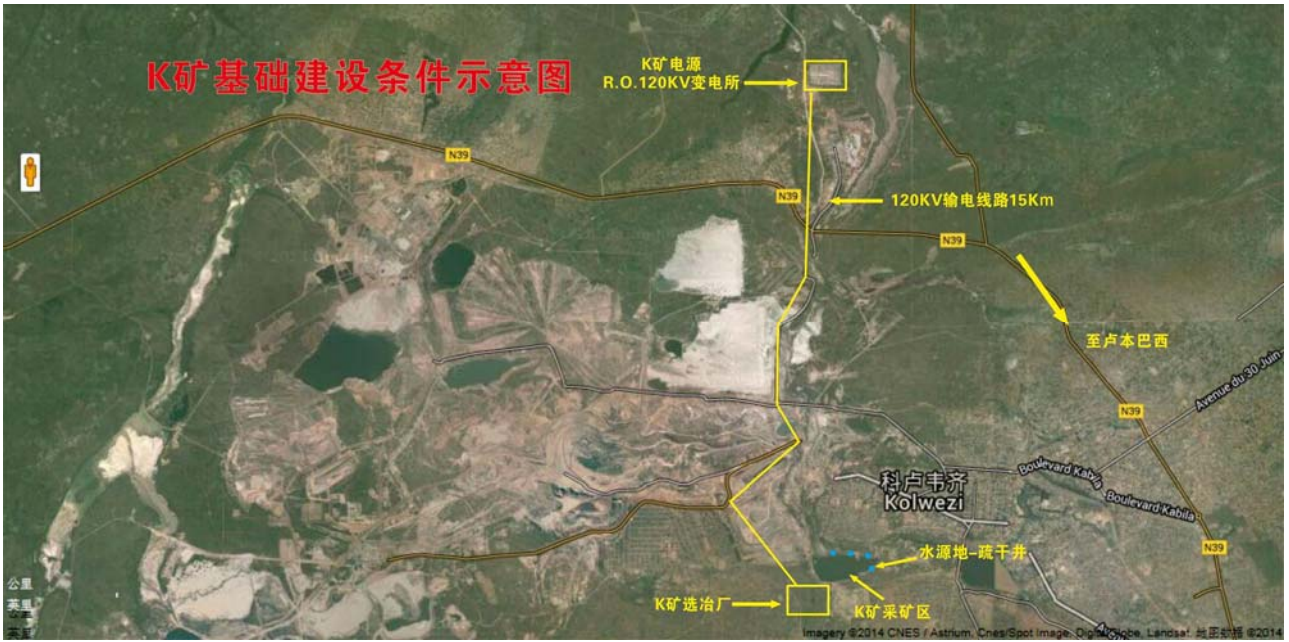 K矿基础建设条件示意图
K矿电源
R.O.120KV变电所
N39
N39
120KV输电线路15Km
N39
至卢本巴西
Avenue du 30 Juin
N39
科卢韦齐
Kolwezi
Boulevard Kabila
Boulevard Kabila
N39
水源地-疏干井
K矿选冶厂
K矿采矿区
公里
英里
英里
Imagery ©2014 CNES / Astrium, Cnes/Spot Image, DigitalGlobe, Landsat, 地图数据 ©2014